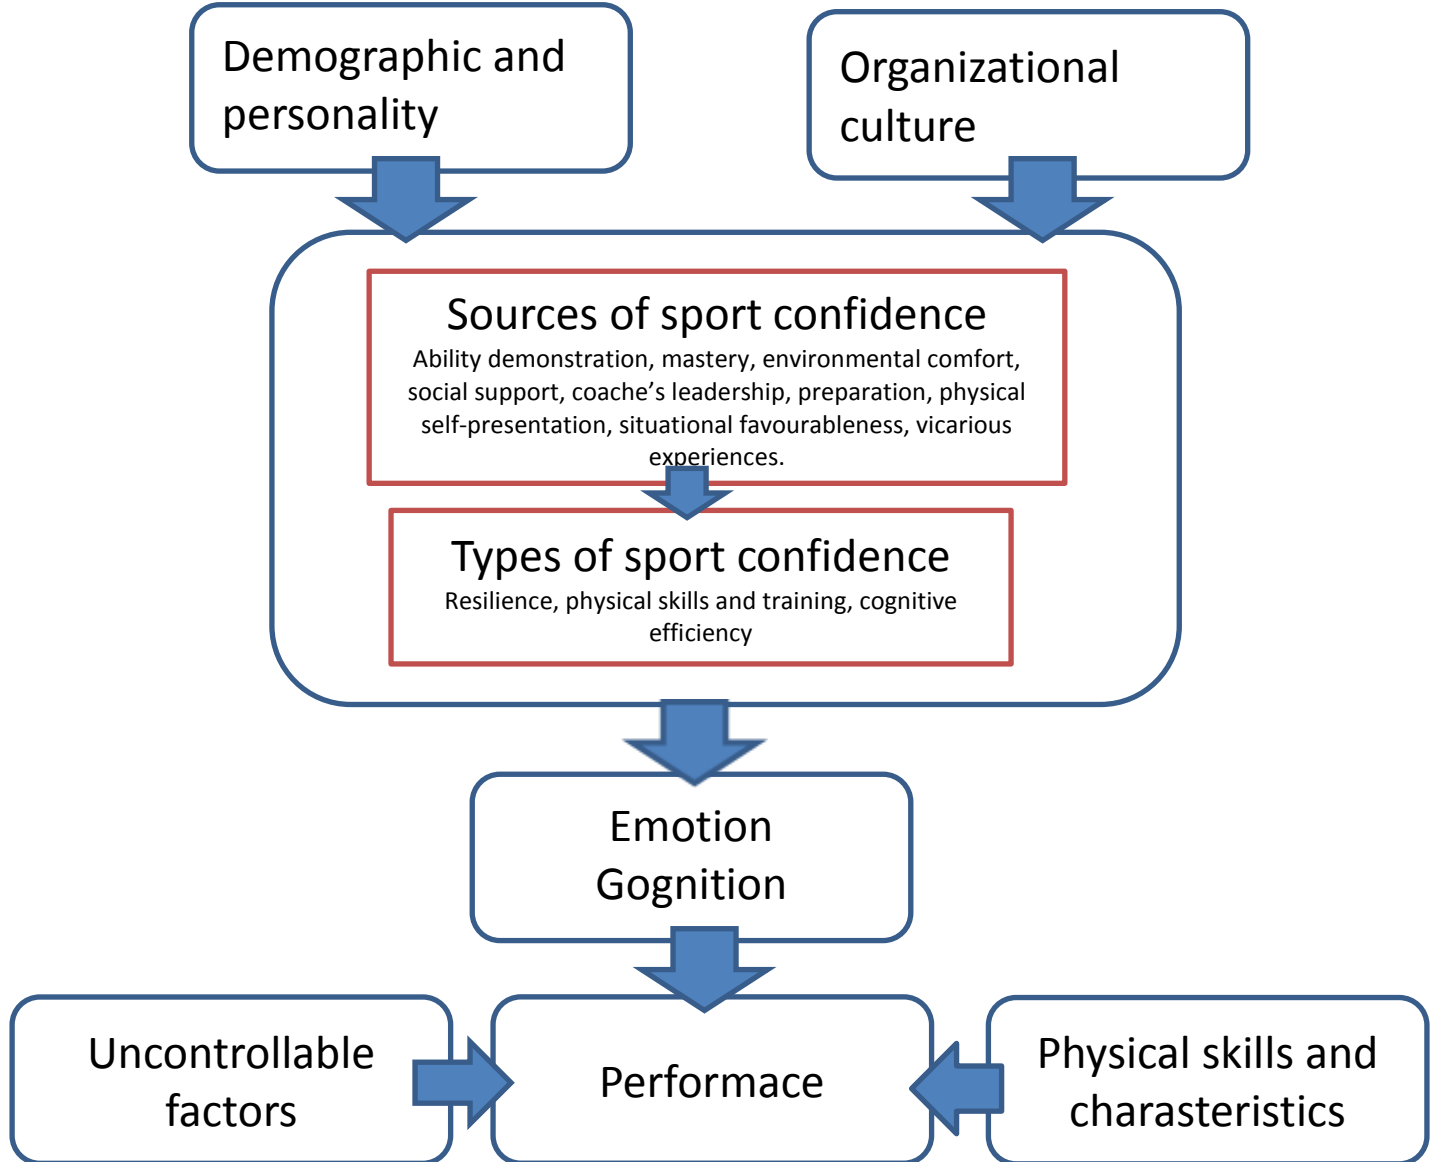 Demographic and
personality
Organizational
culture
Sources of sport confidence
Ability demonstration, mastery, environmental comfort,
social support, coache’s leadership, preparation, physical
self-presentation, situational favourableness, vicarious
experiences.
Types of sport confidence
Resilience, physical skills and training, cognitive
efficiency
Emotion
Gognition
Uncontrollable
factors
Performace
Physical skills and
charasteristics